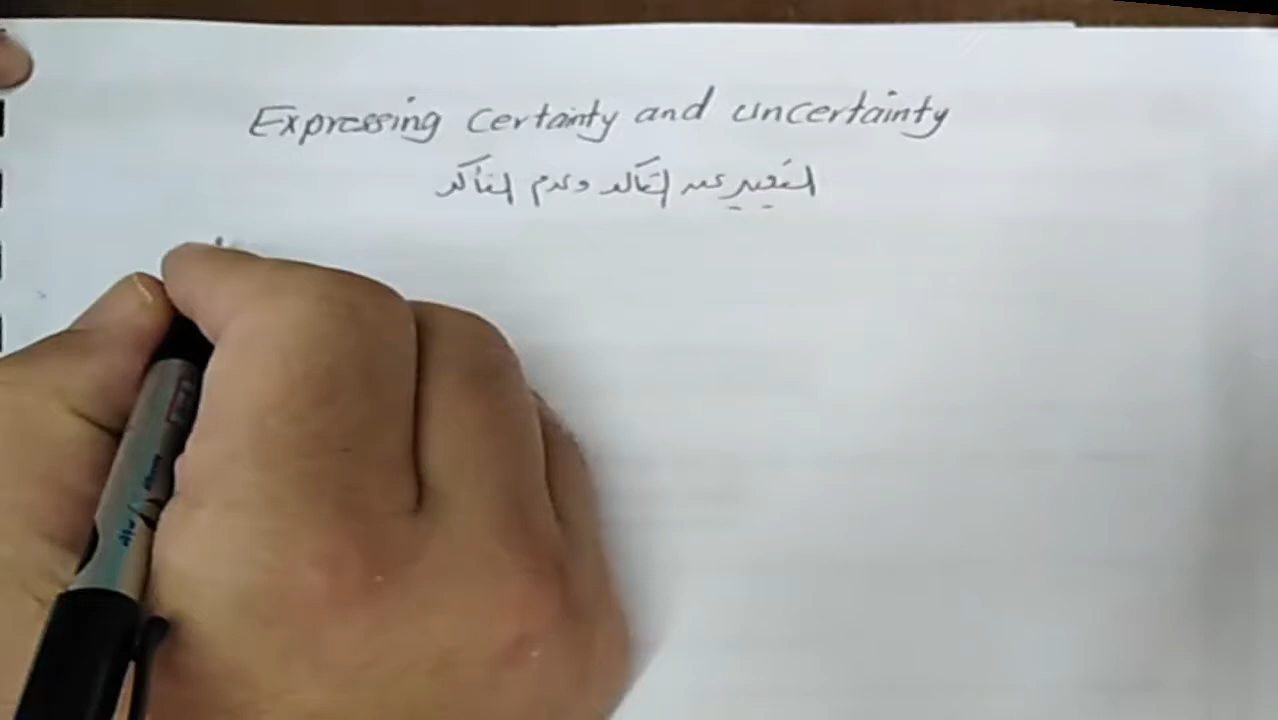 Expressing certainty and uncertainty
التعبير عن التأكد وعدم التأكد